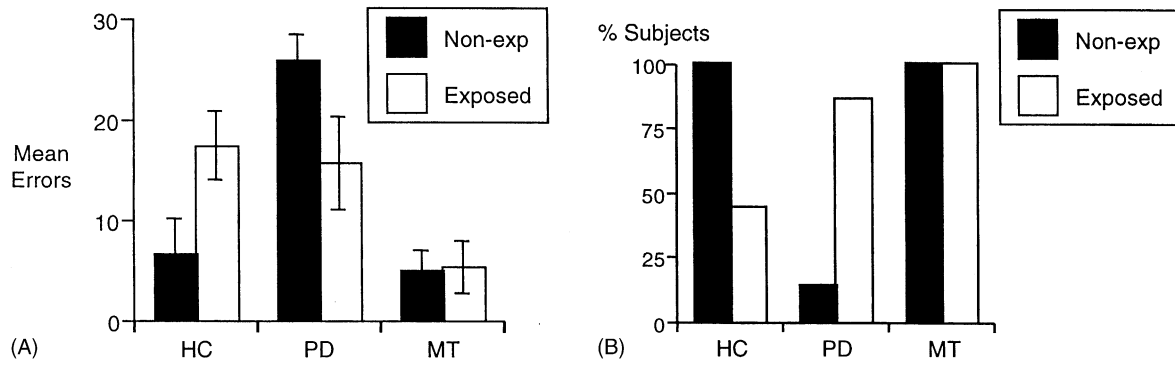 30
20
10
0
Mean
Errors
Non-exp
Exposed
HC PD MT
(A)
% Subjects
100
75
50
25
0
Non-exp
Exposed
HC PD MT
(B)